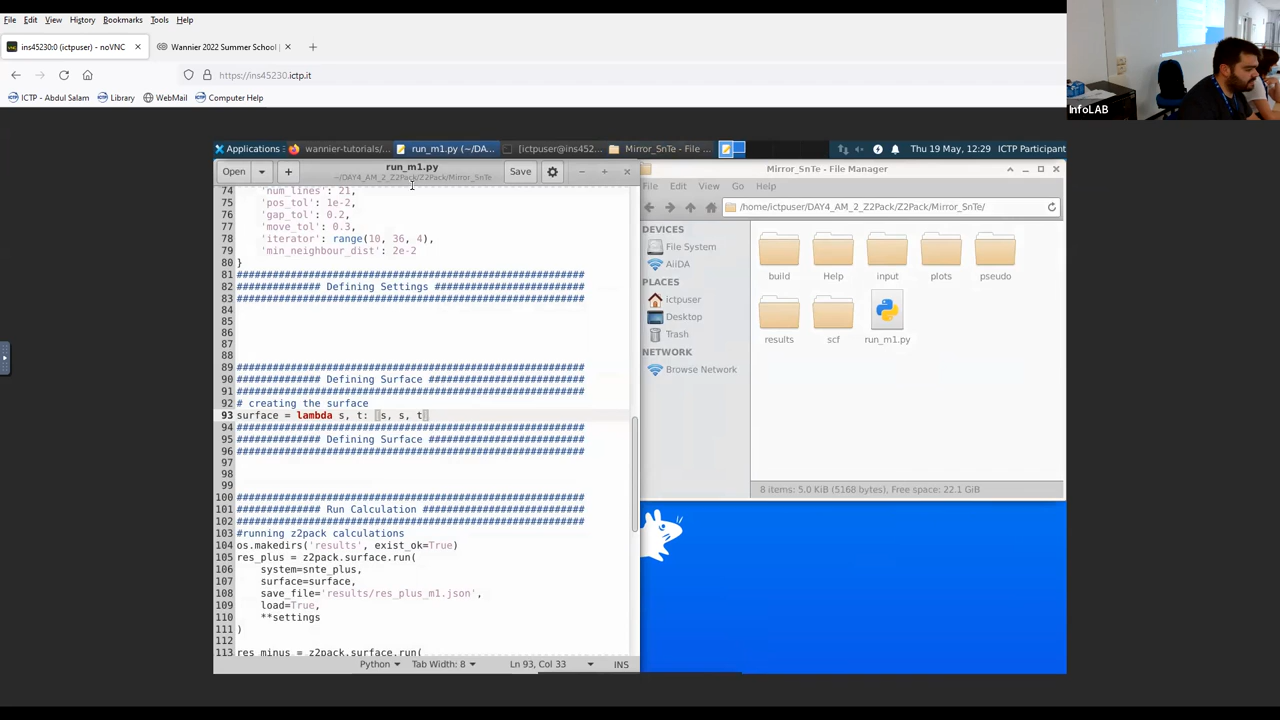 File Edit View History Bookmarks Tools Help
ins45230:0 (ictpuser) - noVNC × Wannier 2022 Summer School | × +
https://ins45230.ictp.it
ICTP - Abdul Salam Library WebMail Computer Help
InfoLAB
Applications wannier-tutorials/... run_m1.py (~/DA... [ictpuser@ins452... Mirror_SnTe - File ... Thu 19 May, 12:29 ICTP Participant
Open + run_m1.py Save
~/DAY4_AM_2_Z2Pack/Z2Pack/Mirror_SnTe
74 'num_lines': 21,
75 'pos_tol': 1e-2,
76 'gap_tol': 0.2,
77 'move_tol': 0.3,
78 'iterator': range(10, 36, 4),
79 'min_neighbour_dist': 2e-2
80 }
81 ##########################################################
82 ############## Defining Settings #########################
83 ##########################################################
84
85
86
87
88
89 ##########################################################
90 ############## Defining Surface ##########################
91 ##########################################################
92 # creating the surface
93 surface = lambda s, t: [s, s, t]
94 ##########################################################
95 ############## Defining Surface ##########################
96 ##########################################################
97
98
99
100 ##########################################################
101 ############## Run Calculation ###########################
102 ##########################################################
103 #running z2pack calculations
104 os.makedirs('results', exist_ok=True)
105 res_plus = z2pack.surface.run(
106 system=snte_plus,
107 surface=surface,
108 save_file='results/res_plus_m1.json',
109 load=True,
110 **settings
111 )
112
113 res_minus = z2pack.surface.run(
Python Tab Width: 8 Ln 93, Col 33 INS
Mirror_SnTe - File Manager
File Edit View Go Help
/home/ictpuser/DAY4_AM_2_Z2Pack/Z2Pack/Mirror_SnTe/
DEVICES
File System
AiiDA
PLACES
ictpuser
Desktop
Trash
NETWORK
Browse Network
build Help input plots pseudo
results scf run_m1.py
8 items: 5.0 KiB (5168 bytes), Free space: 22.1 GiB